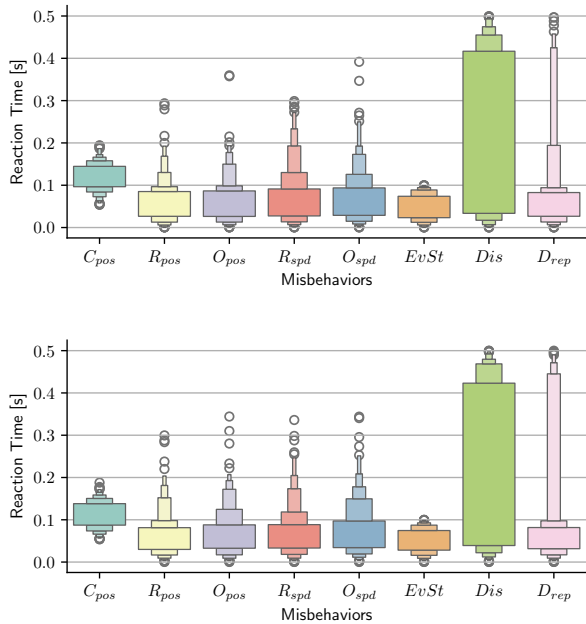 Reaction Time [s]
0.5
0.4
0.3
0.2
0.1
0.0
C_pos R_pos O_pos R_spd O_spd EvSt Dis D_rep
Misbehaviors
Reaction Time [s]
0.5
0.4
0.3
0.2
0.1
0.0
C_pos R_pos O_pos R_spd O_spd EvSt Dis D_rep
Misbehaviors